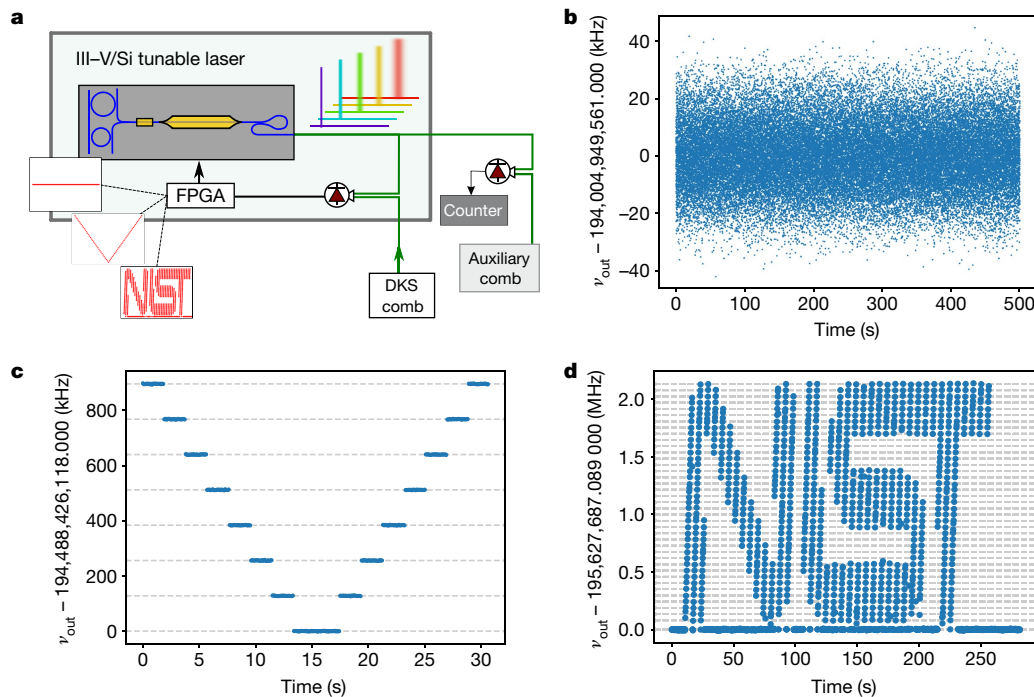 a
III–V/Si tunable laser
FPGA
Counter
Auxiliary
comb
DKS
comb
NIST
b
ν_out – 194,004,949,561.000 (kHz)
40
20
0
–20
–40
0 100 200 300 400 500
Time (s)
c
ν_out – 194,488,426,118.000 (kHz)
800
600
400
200
0
0 5 10 15 20 25 30
Time (s)
d
ν_out – 195,627,687.089 000 (MHz)
2.0
1.5
1.0
0.5
0.0
0 50 100 150 200 250
Time (s)
NIST